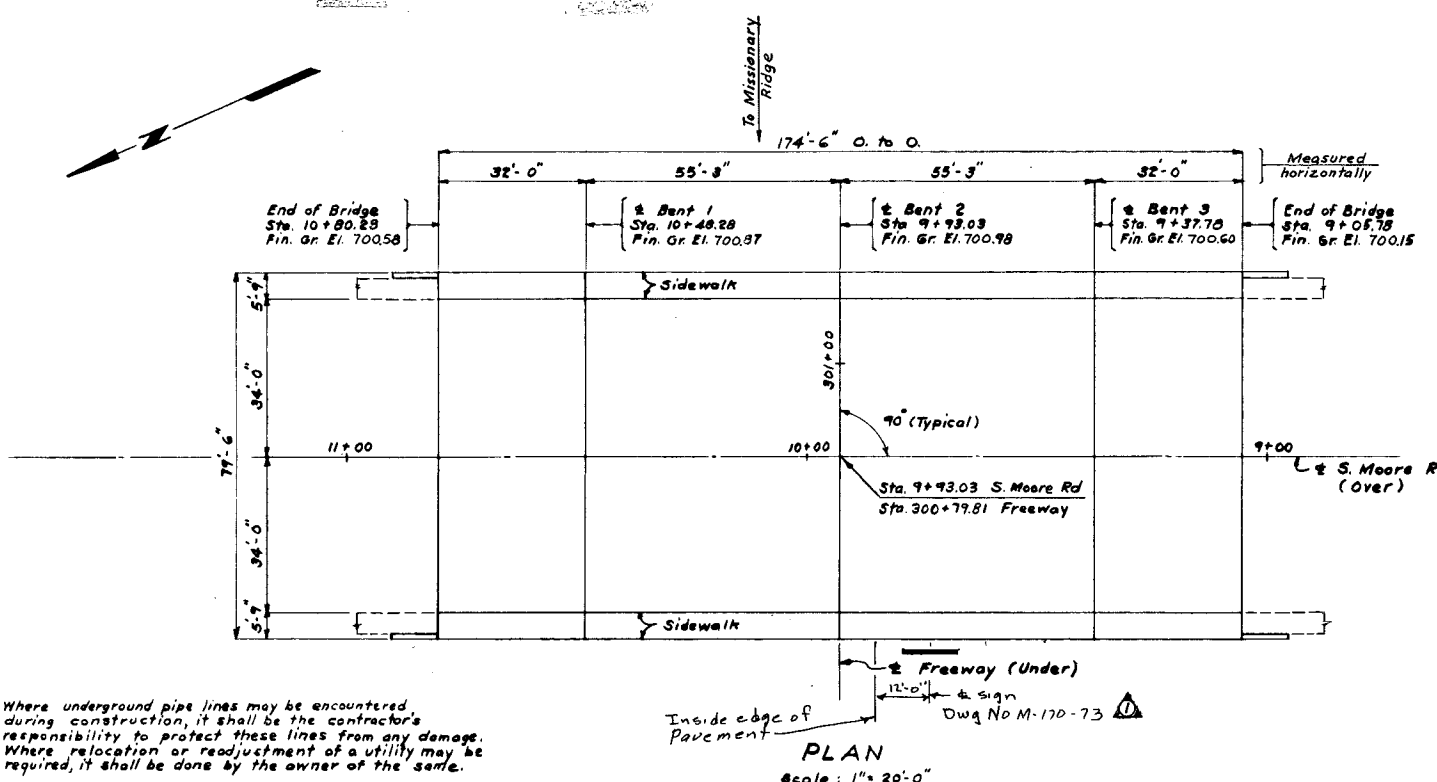 To Missionary
Ridge
N
174'-6" O. to O.
32'-0" 55'-3" 55'-3" 32'-0"
Measured
horizontally
End of Bridge
Sta. 10+80.28
Fin. Gr. El. 700.58
℄ Bent 1
Sta. 10+48.28
Fin. Gr. El. 700.87
℄ Bent 2
Sta 9+93.03
Fin. Gr. El. 700.98
℄ Bent 3
Sta. 9+37.78
Fin. Gr. El. 700.60
End of Bridge
Sta. 9+05.78
Fin. Gr. El. 700.15
5'-9"
Sidewalk
34'-0"
301+00
90° (Typical)
79'-6"
11+00
10+00
9+00
℄ S. Moore R
(Over)
Sta. 9+93.03 S. Moore Rd
Sta. 300+79.81 Freeway
34'-0"
5'-9"
Sidewalk
℄ Freeway (Under)
12'-0"
℄ sign
Dwg No M-170-73 1
Inside edge of
Pavement
Where underground pipe lines may be encountered
during construction, it shall be the contractor's
responsibility to protect these lines from any damage.
Where relocation or readjustment of a utility may be
required, it shall be done by the owner of the same.
PLAN
Scale: 1" = 20'-0"